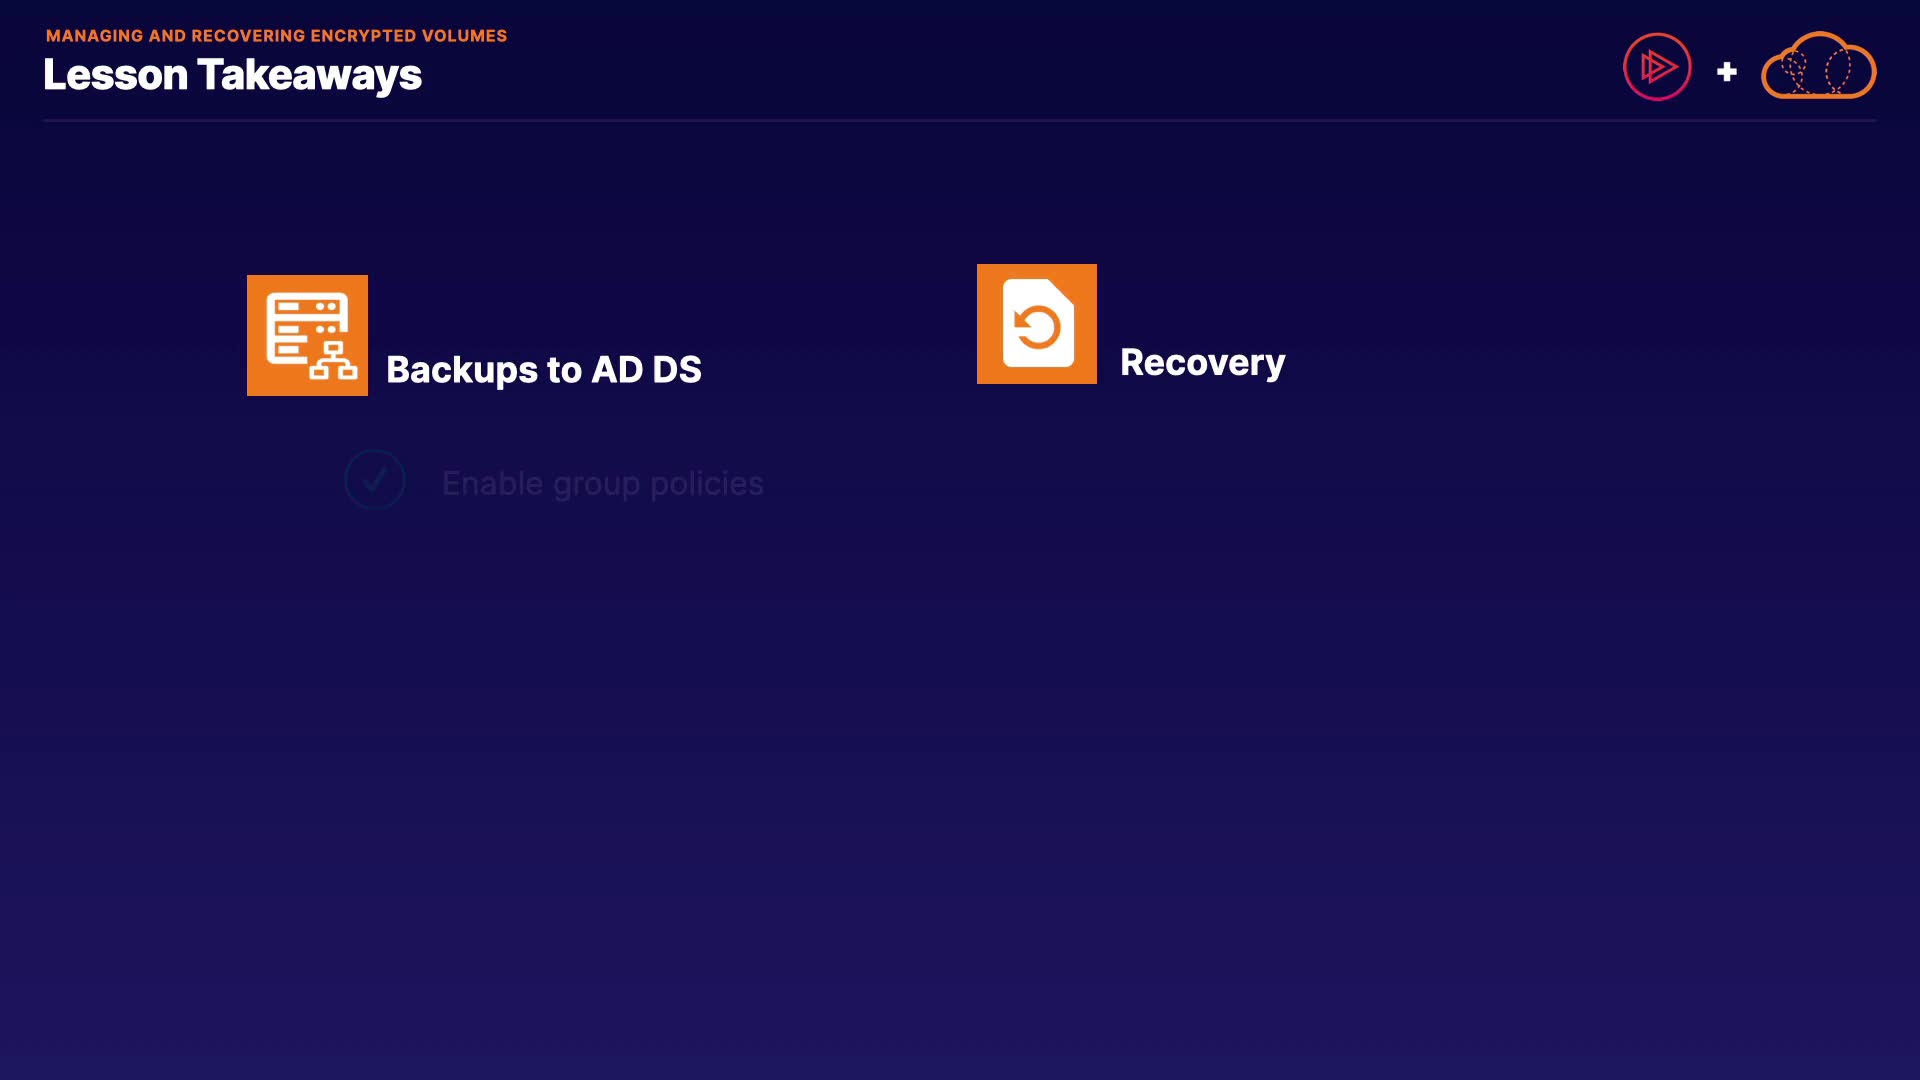 MANAGING AND RECOVERING ENCRYPTED VOLUMES
Lesson Takeaways
Backups to AD DS
Recovery
Enable group policies